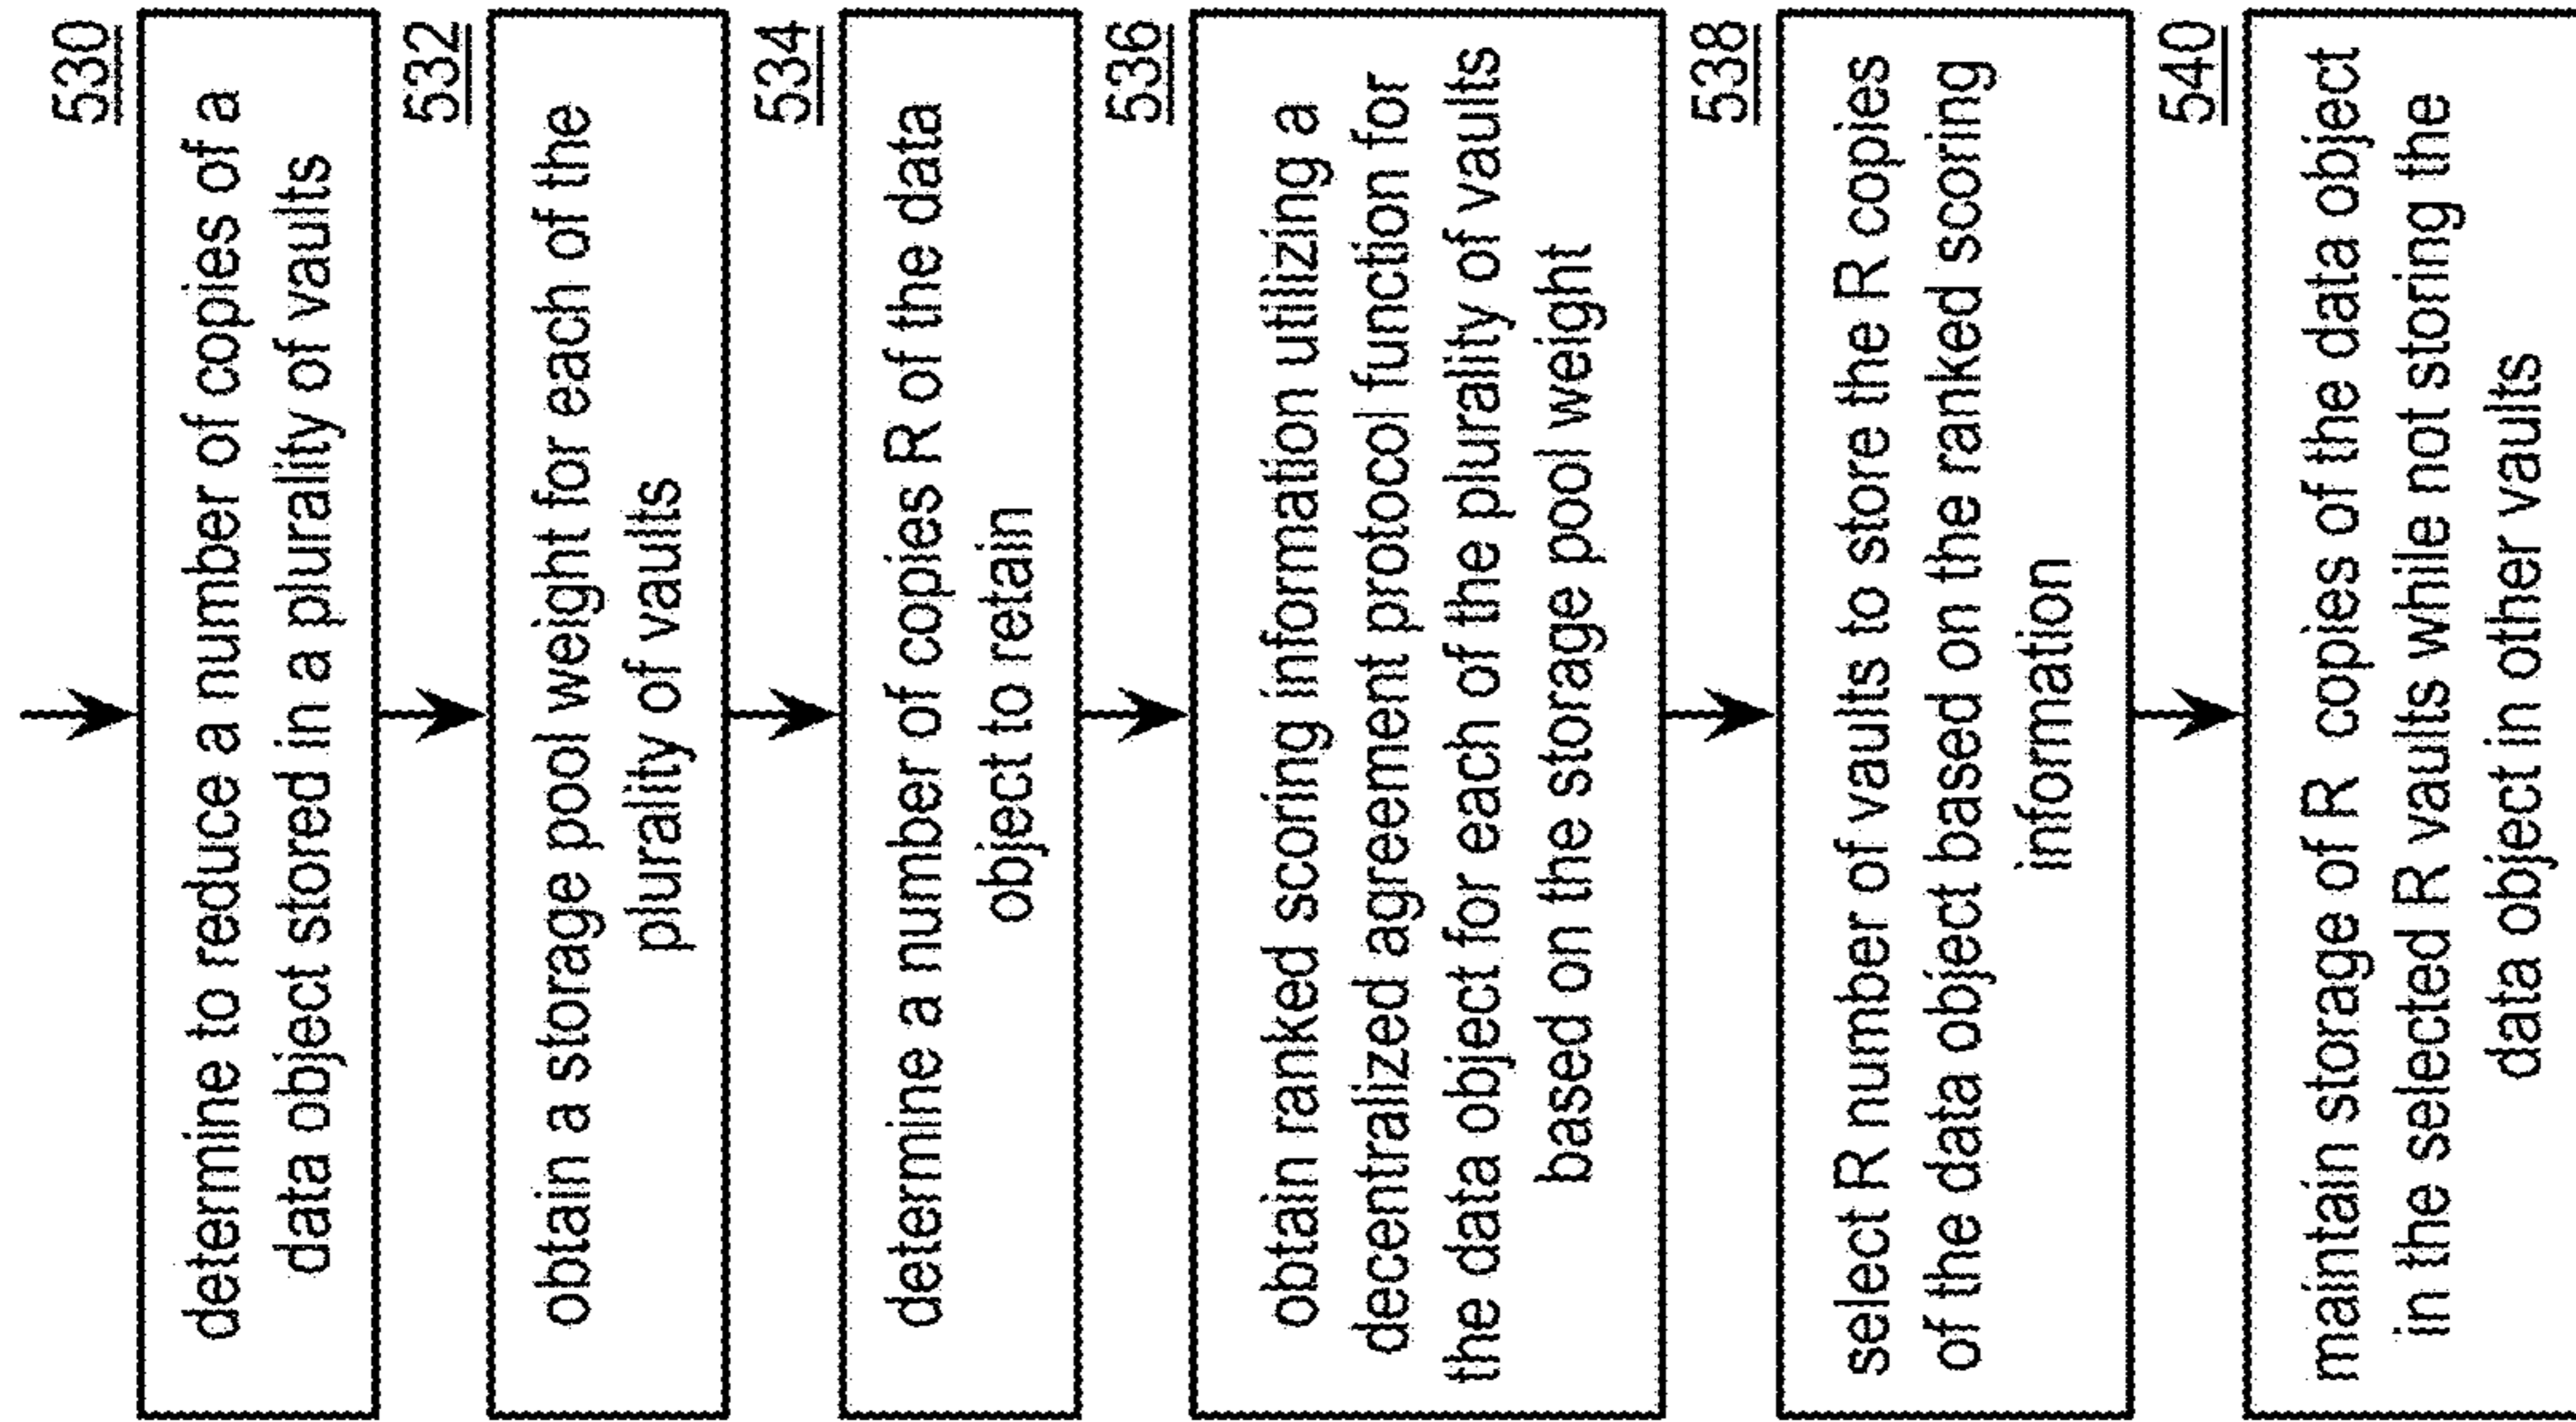 530
determine to reduce a number of copies of a
data object stored in a plurality of vaults
532
obtain a storage pool weight for each of the
plurality of vaults
534
determine a number of copies R of the data
object to retain
536
obtain ranked scoring information utilizing a
decentralized agreement protocol function for
the data object for each of the plurality of vaults
based on the storage pool weight
538
select R number of vaults to store the R copies
of the data object based on the ranked scoring
information
540
maintain storage of R copies of the data object
in the selected R vaults while not storing the
data object in other vaults